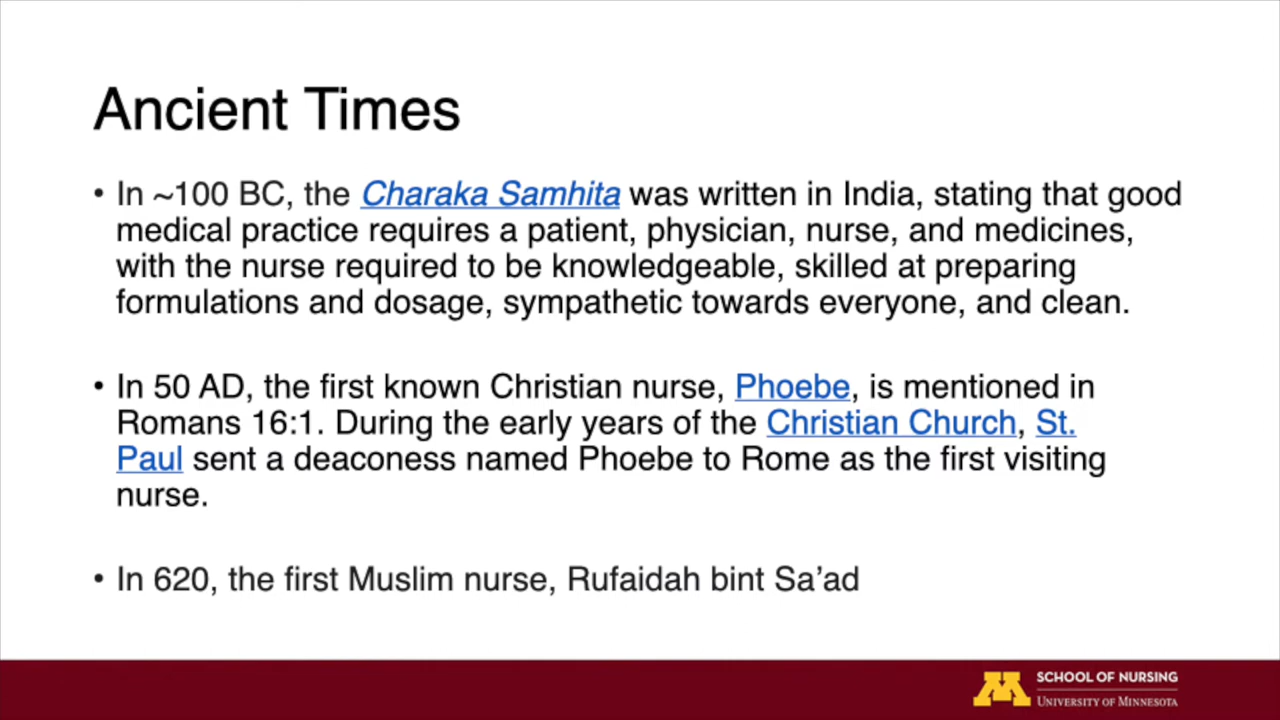 Ancient Times
• In ~100 BC, the Charaka Samhita was written in India, stating that good
medical practice requires a patient, physician, nurse, and medicines,
with the nurse required to be knowledgeable, skilled at preparing
formulations and dosage, sympathetic towards everyone, and clean.
• In 50 AD, the first known Christian nurse, Phoebe, is mentioned in
Romans 16:1. During the early years of the Christian Church, St.
Paul sent a deaconess named Phoebe to Rome as the first visiting
nurse.
• In 620, the first Muslim nurse, Rufaidah bint Sa’ad
M
SCHOOL OF NURSING
UNIVERSITY OF MINNESOTA